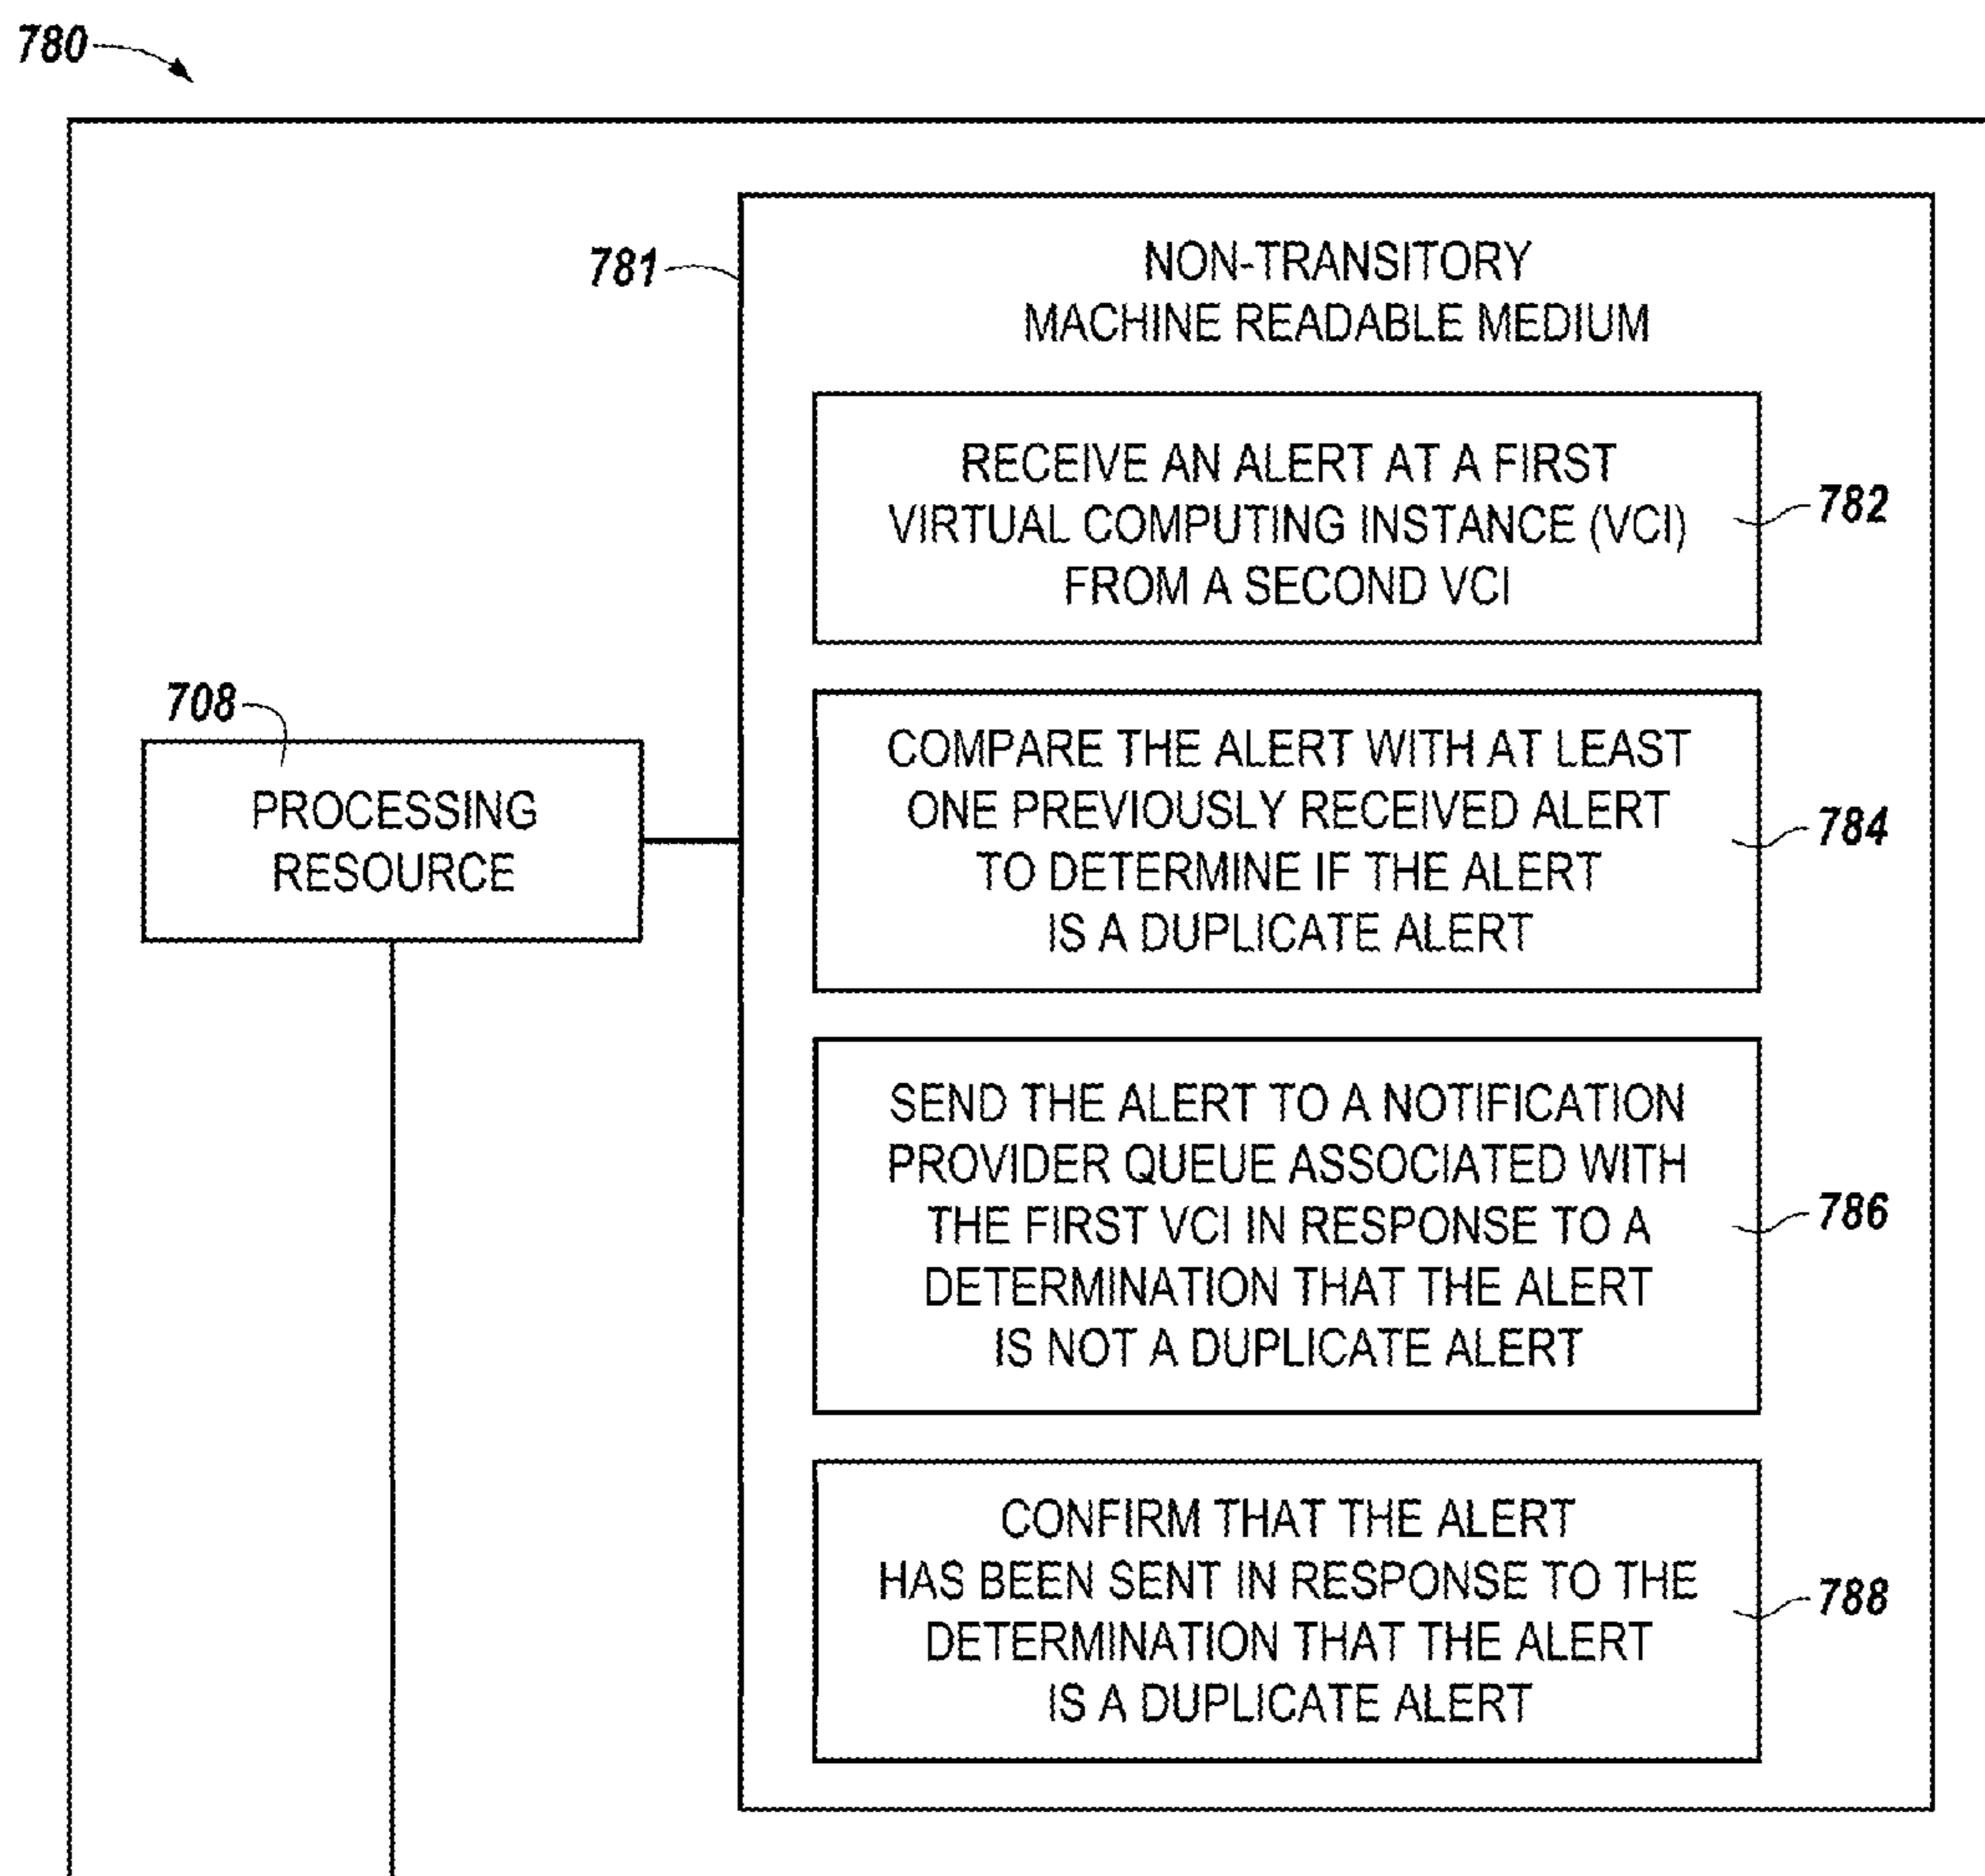 780
781
NON-TRANSITORY
MACHINE READABLE MEDIUM
RECEIVE AN ALERT AT A FIRST
VIRTUAL COMPUTING INSTANCE (VCI)
FROM A SECOND VCI
782
708
PROCESSING
RESOURCE
COMPARE THE ALERT WITH AT LEAST
ONE PREVIOUSLY RECEIVED ALERT
TO DETERMINE IF THE ALERT
IS A DUPLICATE ALERT
784
SEND THE ALERT TO A NOTIFICATION
PROVIDER QUEUE ASSOCIATED WITH
THE FIRST VCI IN RESPONSE TO A
DETERMINATION THAT THE ALERT
IS NOT A DUPLICATE ALERT
786
CONFIRM THAT THE ALERT
HAS BEEN SENT IN RESPONSE TO THE
DETERMINATION THAT THE ALERT
IS A DUPLICATE ALERT
788